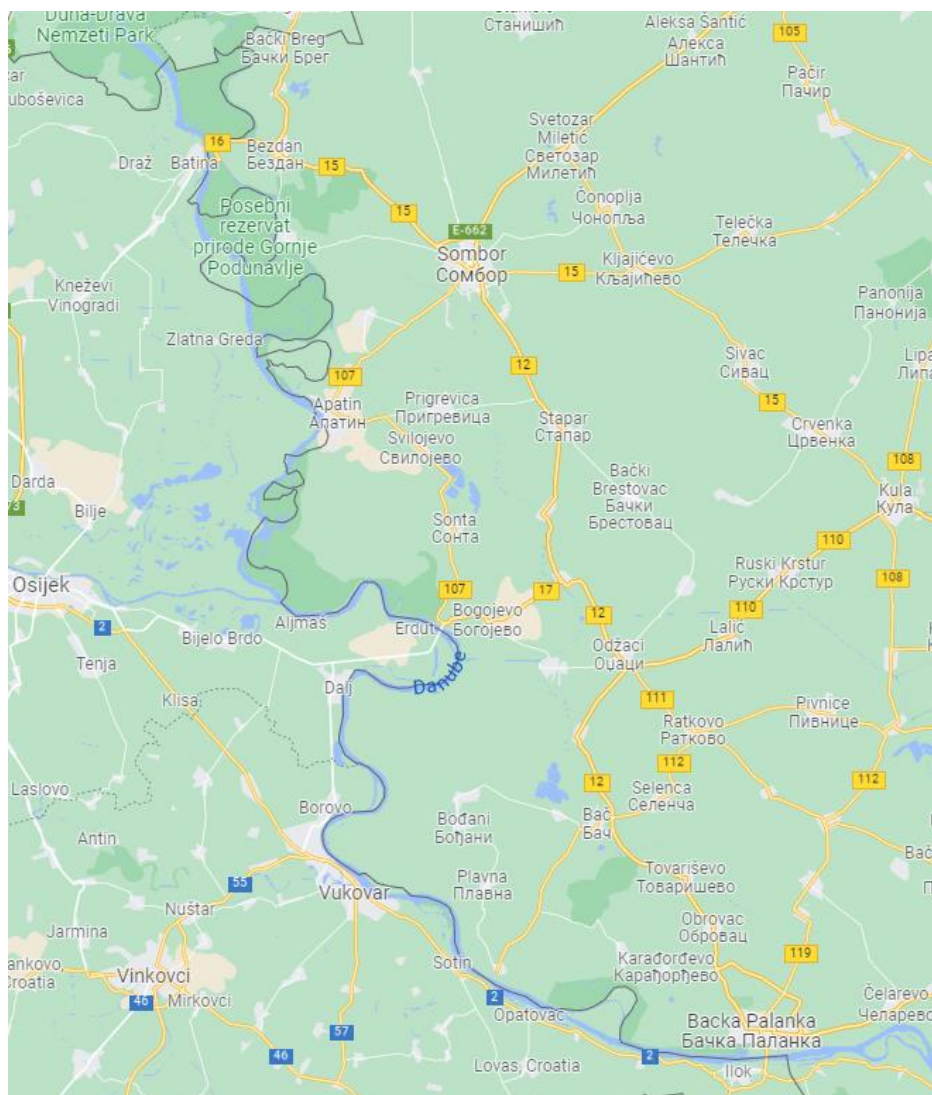 Duna-Drava
Nemzeti Park
Bački Breg
Бачки Брег
Станишић
Aleksa Šantić
Алекса
Шантић
105
Pačir
Пачир
uboševica
Svetozar
Miletić
Светозар
Милетић
16
Draž
Batina
Bezdan
Бездан
15
15
Čonoplja
Чонопља
Posebni
rezervat
prirode Gornje
Podunavlje
E-662
Sombor
Сомбор
Telečka
Телечка
15
Kljajićevo
Кљајићево
Kneževi
Vinogradi
Panonija
Панонија
Zlatna Greda
Sivac
Сивац
Lipa
Липа
107
12
15
Apatin
Апатин
Prigrevica
Пригревица
Stapar
Стапар
Crvenka
Црвенка
Svilojevo
Свилојево
108
Bački
Brestovac
Бачки
Брестовац
Darda
Bilje
Kula
Кула
Sonta
Сонта
110
Ruski Krstur
Руски Крстур
108
Osijek
107
17
Bogojevo
Богојево
12
110
Aljmaš
Erdut
Lalić
Лалић
2
Bijelo Brdo
Odžaci
Оџаци
Tenja
Danube
Dalj
Klisa
111
Pivnice
Пивнице
Ratkovo
Ратково
112
112
12
Selenca
Селенча
Laslovo
Borovo
Bođani
Бођани
Bač
Бач
Antin
Plavna
Плавна
Tovariševo
Товаришево
55
Vukovar
Nuštar
Obrovac
Обровац
Jarmina
Sotin
Karađorđevo
Карађорђево
119
ankovo,
Croatia
Vinkovci
46
Mirkovci
2
Čelarevo
Челарево
Opatovac
Backa Palanka
Бачка Паланка
57
46
2
Lovas, Croatia
Ilok